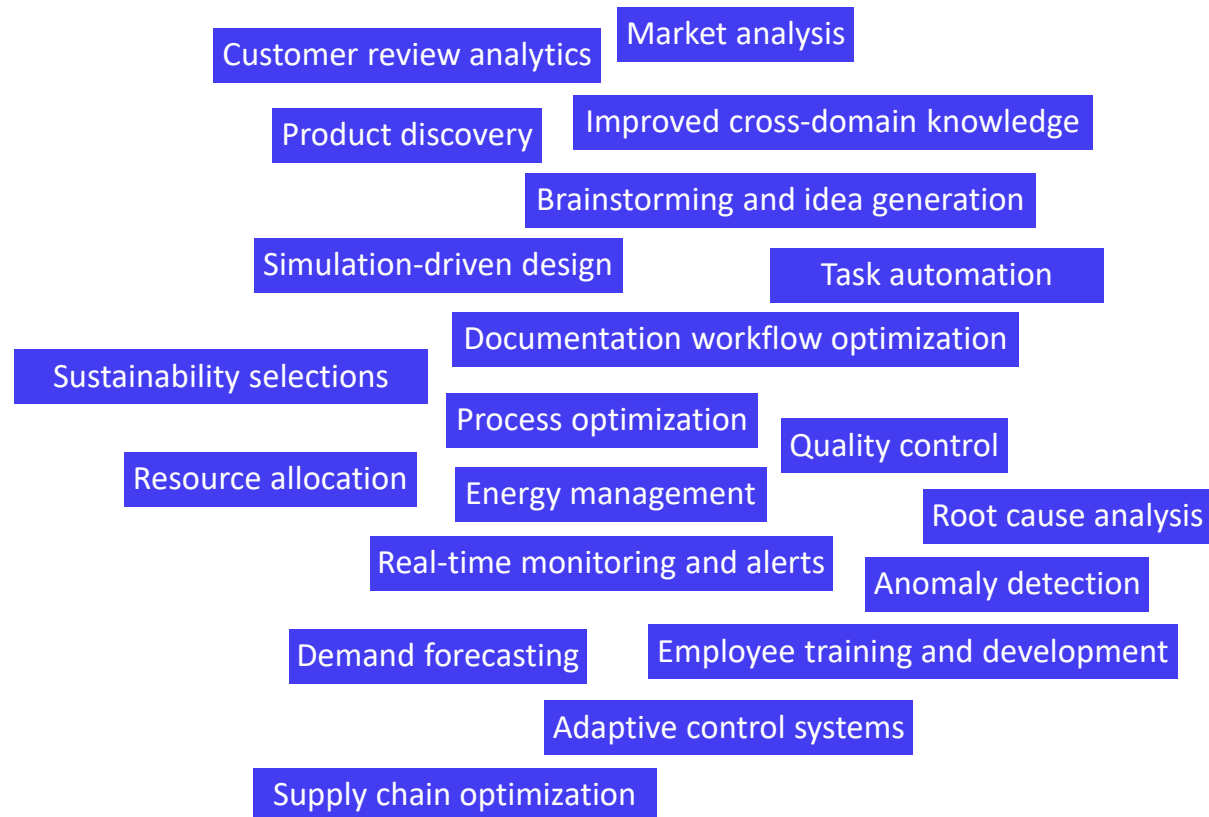 Market analysis
Customer review analytics
Improved cross-domain knowledge
Product discovery
Brainstorming and idea generation
Simulation-driven design
Task automation
Documentation workflow optimization
Sustainability selections
Process optimization
Quality control
Resource allocation
Energy management
Root cause analysis
Real-time monitoring and alerts
Anomaly detection
Demand forecasting
Employee training and development
Adaptive control systems
Supply chain optimization